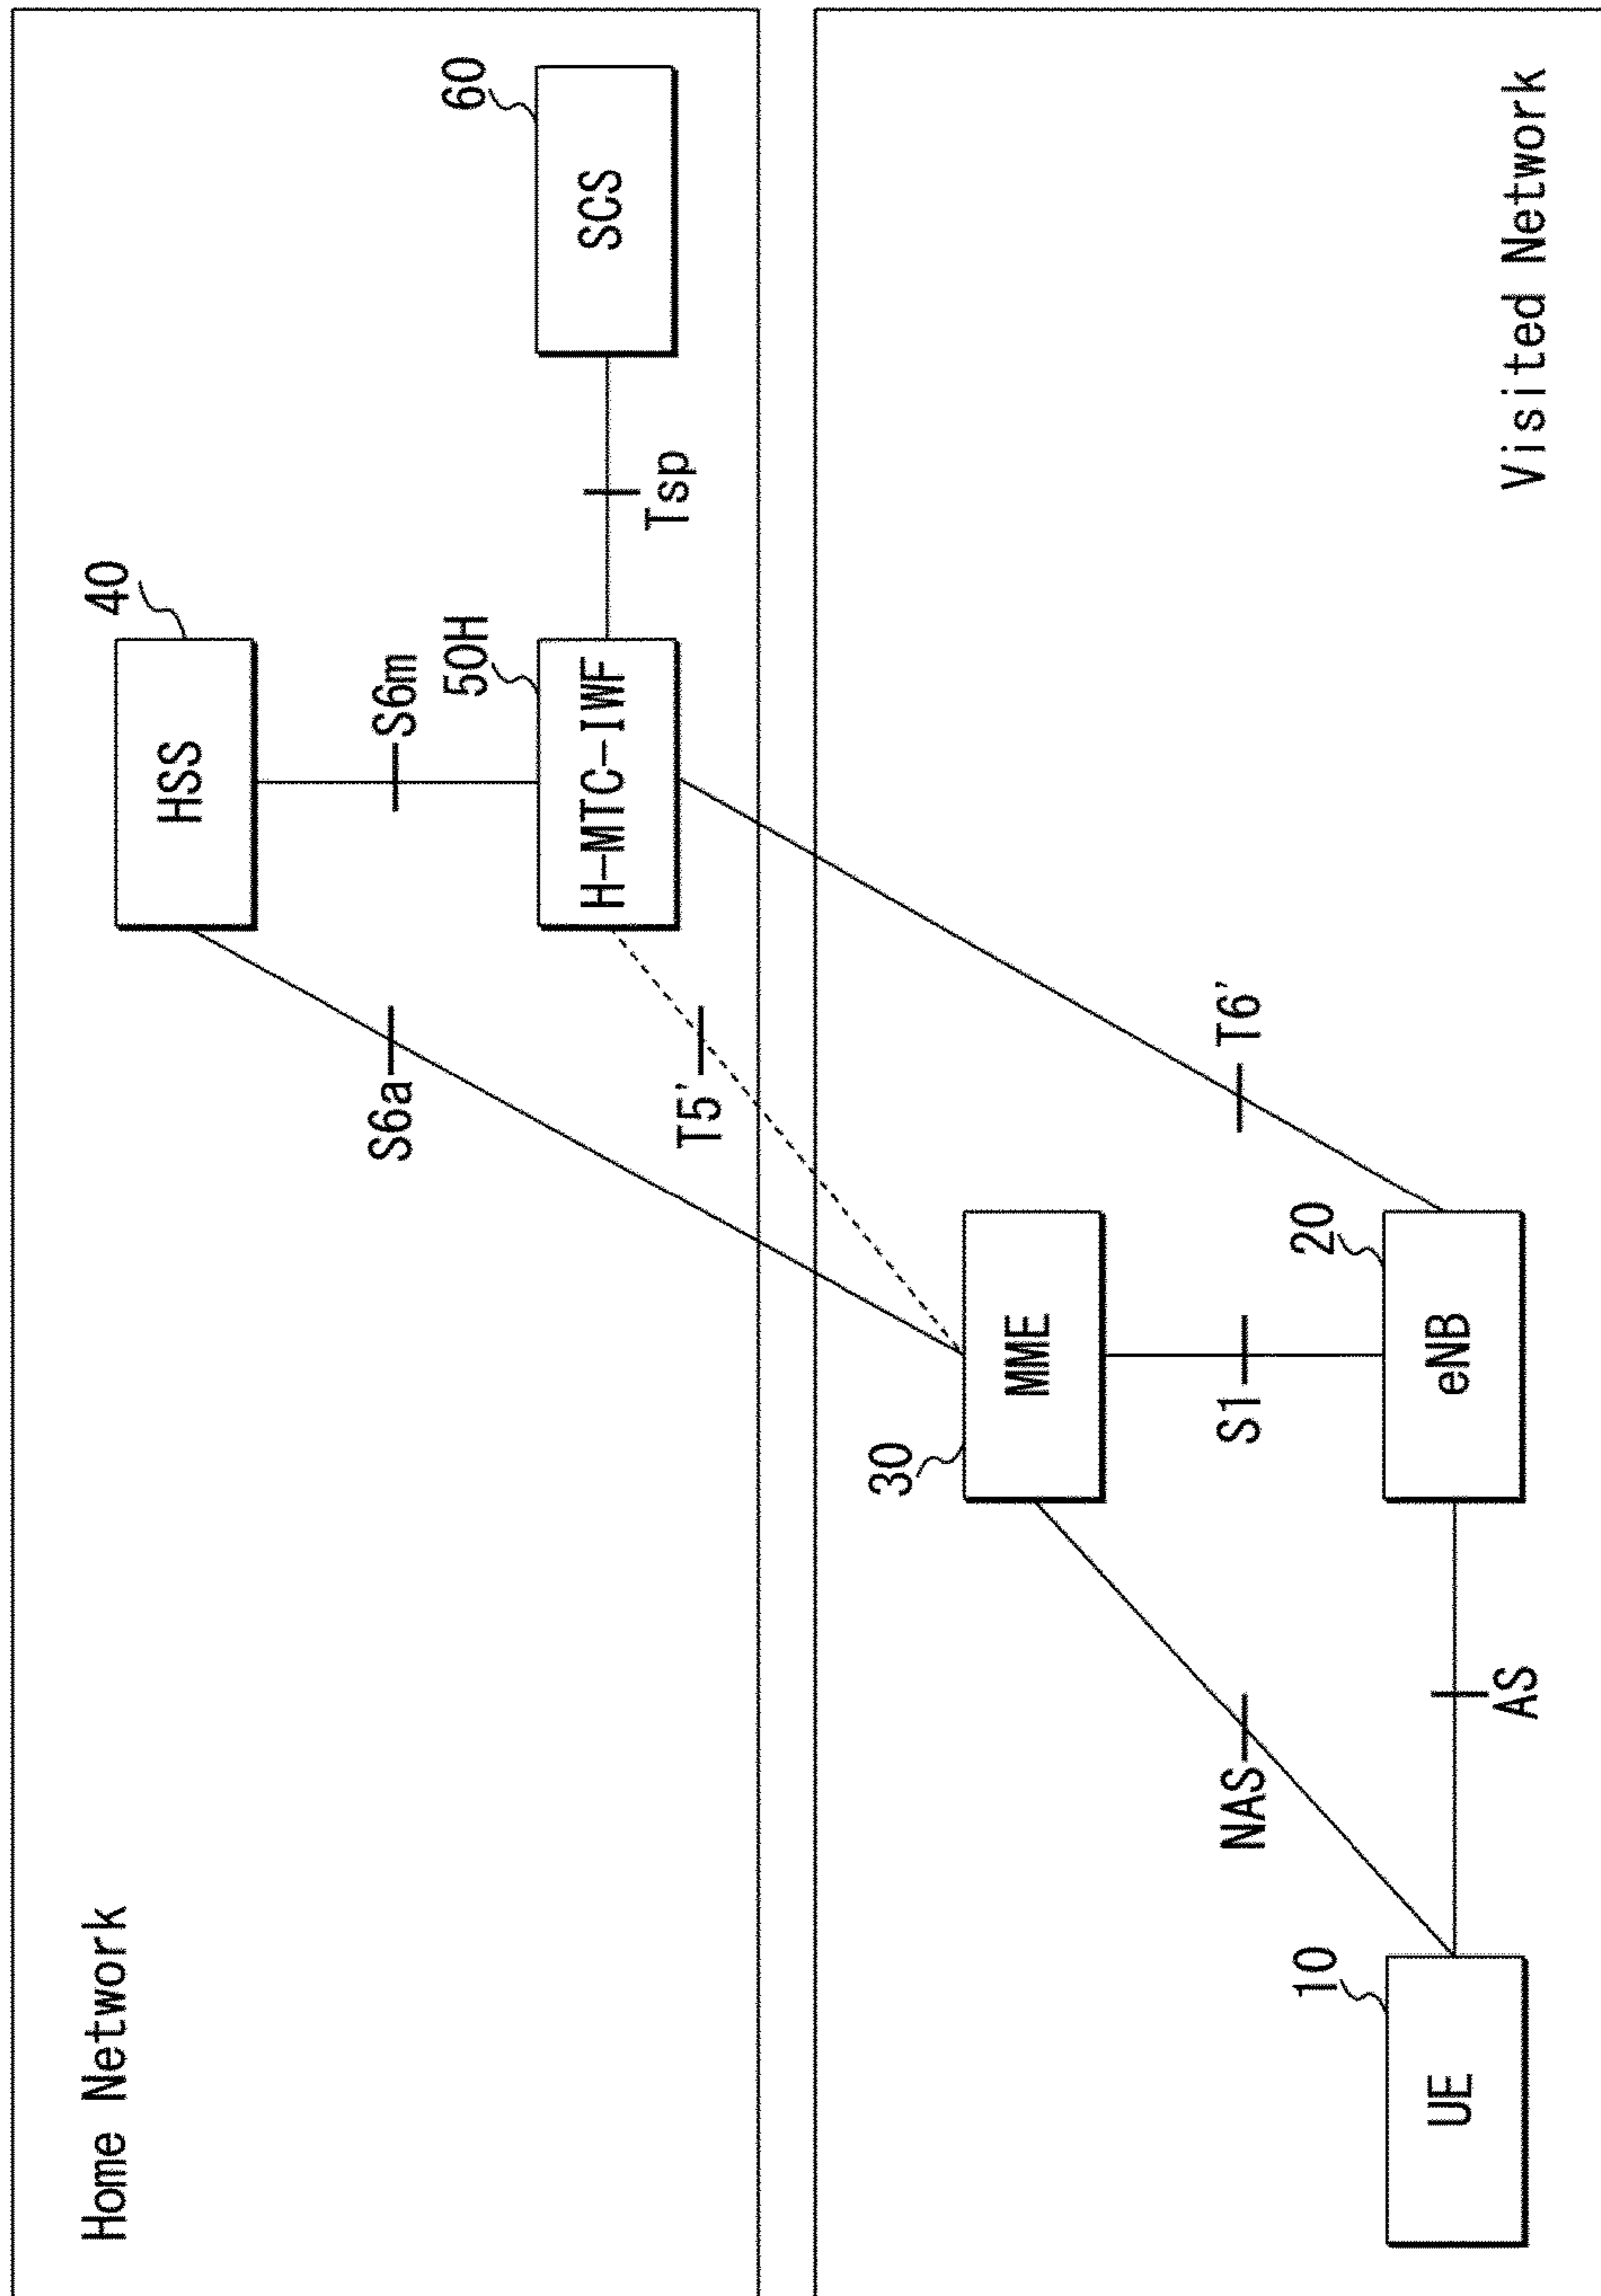 Home Network
40
HSS
S6a
S6m
50H
60
H-MTC-IWF
SCS
T5'
Tsp
30
MME
NAS
S1
T6'
10
20
UE
eNB
AS
Visited Network